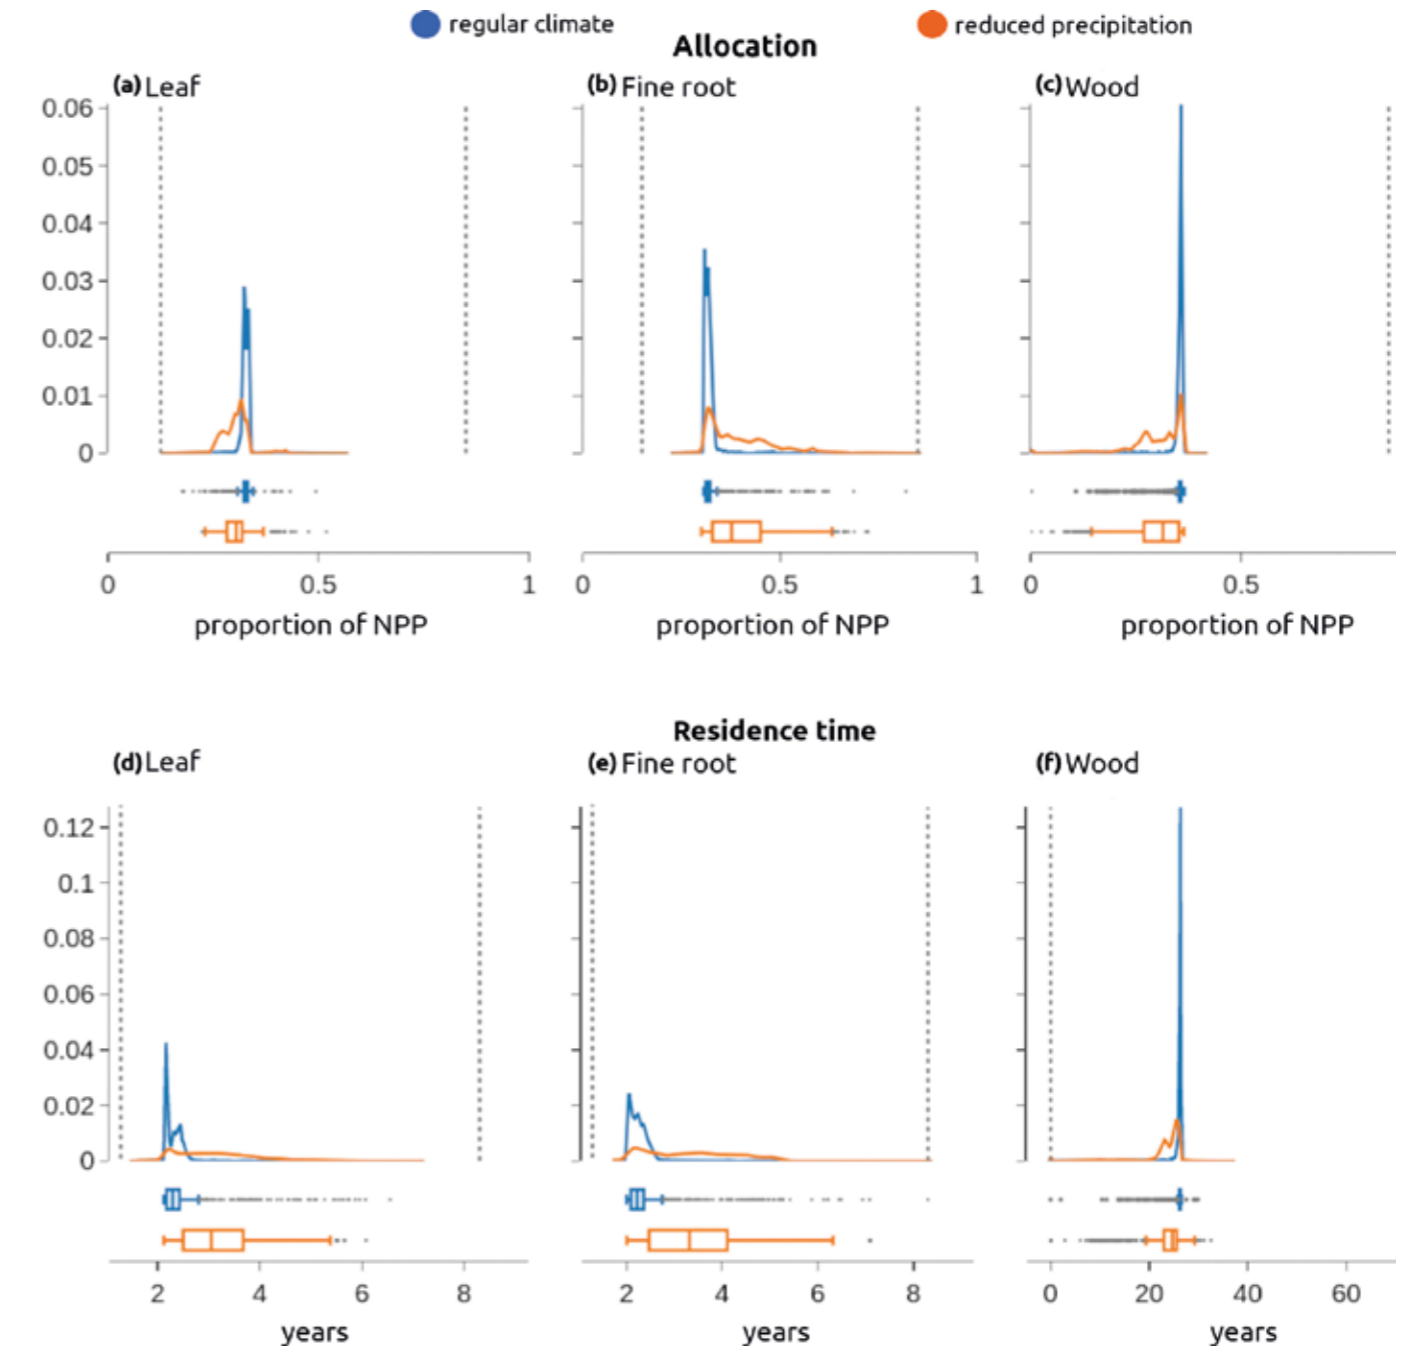 regular climate reduced precipitation
Allocation
(a) Leaf (b) Fine root (c) Wood
0.06
0.05
0.04
0.03
0.02
0.01
0
0 0.5 1 0 0.5 1 0 0.5
proportion of NPP proportion of NPP proportion of NPP
Residence time
(d) Leaf (e) Fine root (f) Wood
0.12
0.1
0.08
0.06
0.04
0.02
0
2 4 6 8 2 4 6 8 0 20 40 60
years years years